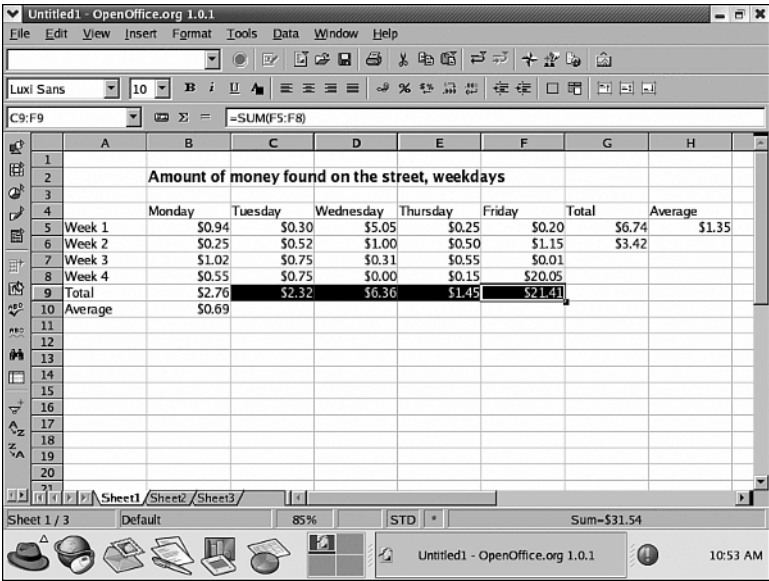 Untitled1 - OpenOffice.org 1.0.1
File Edit View Insert Format Tools Data Window Help
Luxi Sans 10 B i U A
C9:F9 Σ = =SUM(F5:F8)
A B C D E F G H
1
2 Amount of money found on the street, weekdays
3
4 Monday Tuesday Wednesday Thursday Friday Total Average
5 Week 1 $0.94 $0.30 $5.05 $0.25 $0.20 $6.74 $1.35
6 Week 2 $0.25 $0.52 $1.00 $0.50 $1.15 $3.42
7 Week 3 $1.02 $0.75 $0.31 $0.55 $0.01
8 Week 4 $0.55 $0.75 $0.00 $0.15 $20.05
9 Total $2.76 $2.32 $6.36 $1.45 $21.41
10 Average $0.69
11
12
13
14
15
16
17
18
19
20
21
Sheet1 Sheet2 Sheet3
Sheet 1 / 3 Default 85% STD * Sum=$31.54
Untitled1 - OpenOffice.org 1.0.1 10:53 AM